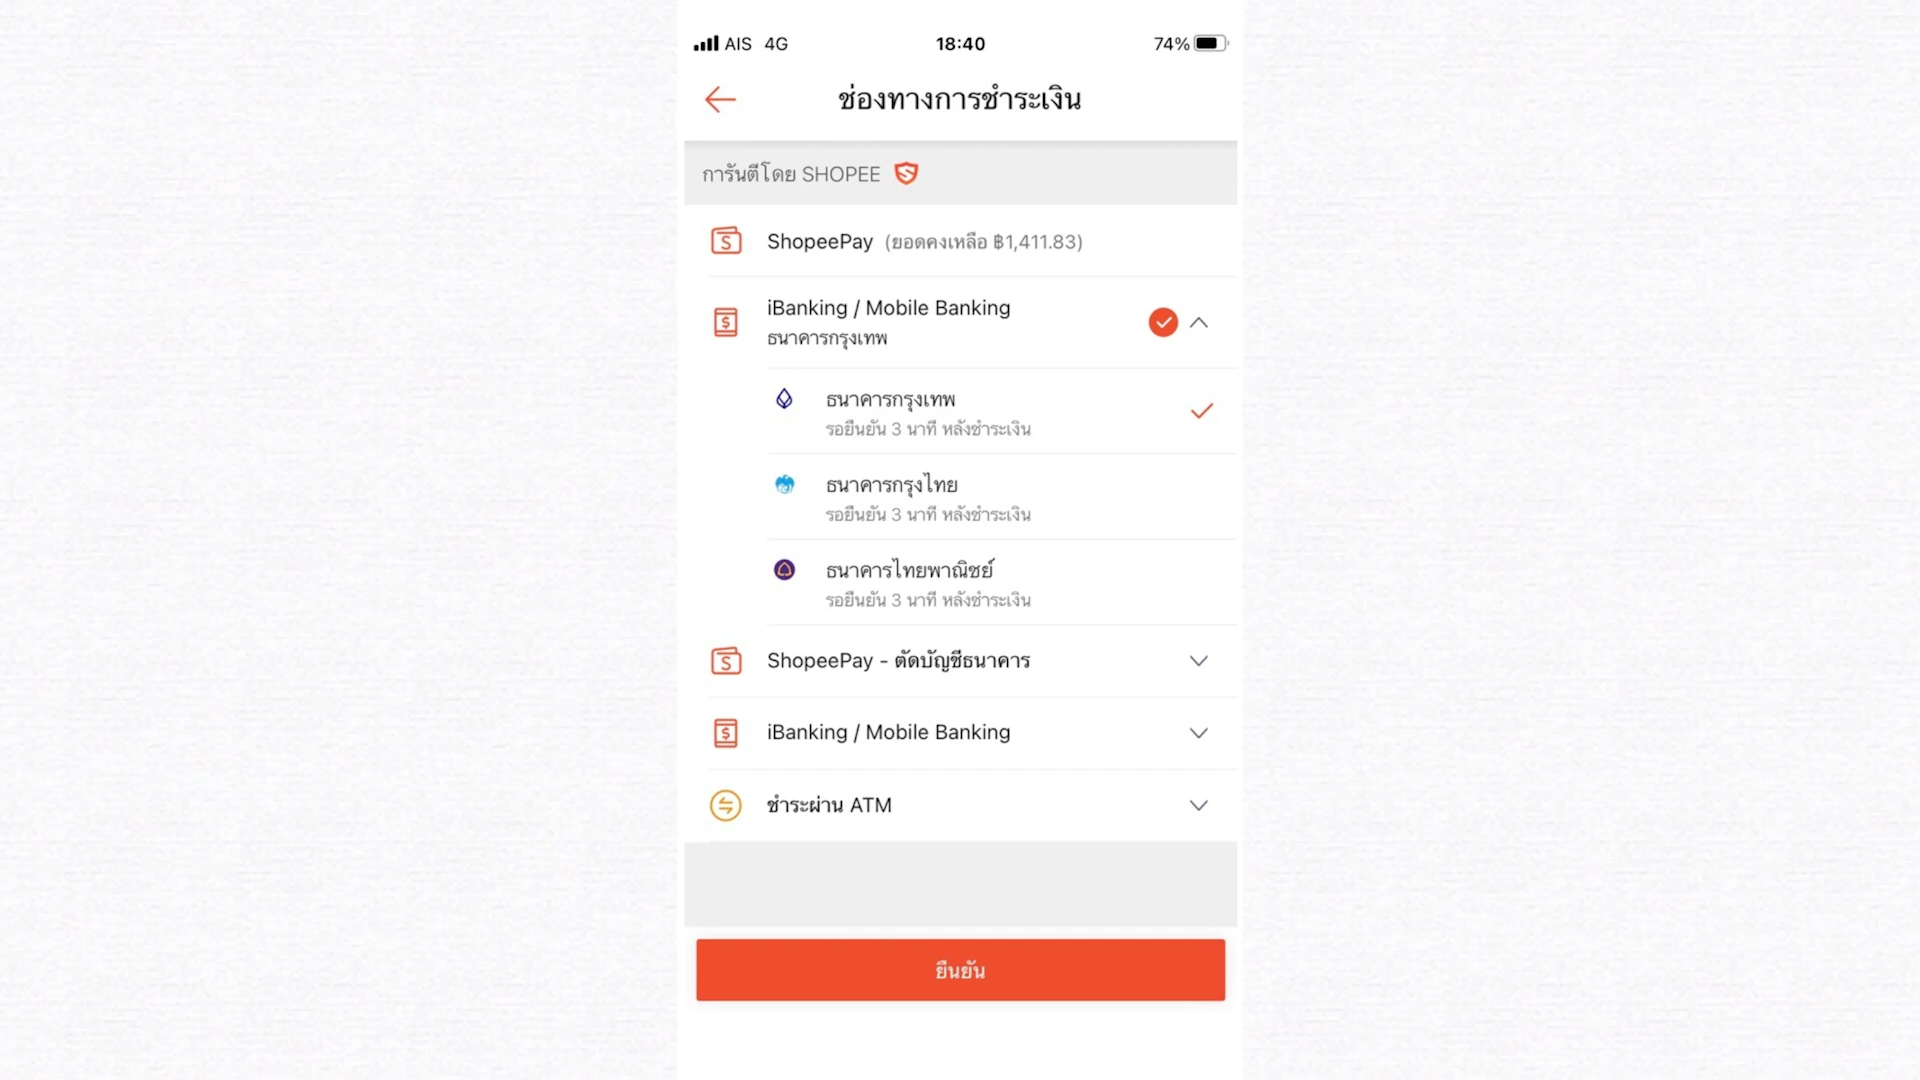 AIS 4G 18:40 74%
ช่องทางการชำระเงิน
การันตีโดย SHOPEE
ShopeePay (ยอดคงเหลือ ฿1,411.83)
iBanking / Mobile Banking
ธนาคารกรุงเทพ
ธนาคารกรุงเทพ
รอยืนยัน 3 นาที หลังชำระเงิน
ธนาคารกรุงไทย
รอยืนยัน 3 นาที หลังชำระเงิน
ธนาคารไทยพาณิชย์
รอยืนยัน 3 นาที หลังชำระเงิน
ShopeePay - ตัดบัญชีธนาคาร
iBanking / Mobile Banking
ชำระผ่าน ATM
ยืนยัน